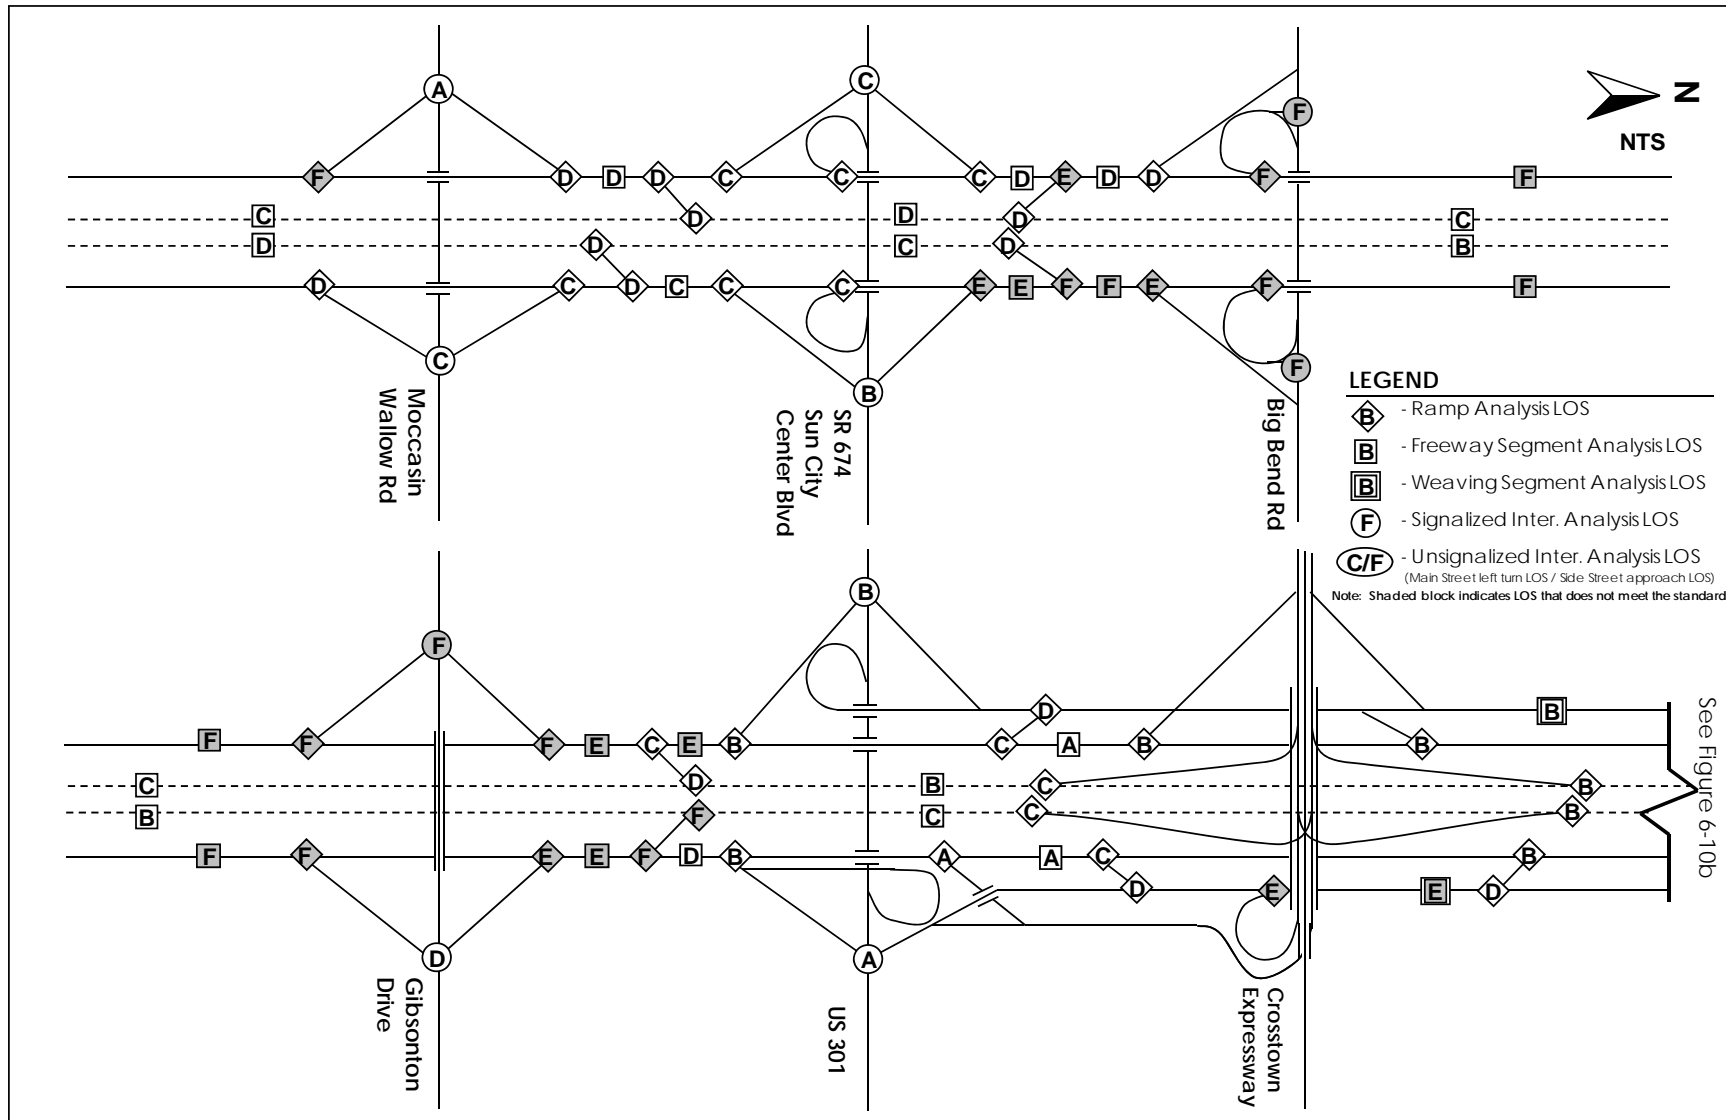 A
C
F
N
NTS
F D D D C C C D E D D F F
C D D C
D D C D B
D C D C C C E E F F E F F
C
B
F
Moccasin
Wallow Rd
SR 674
Sun City
Center Blvd
Big Bend Rd
LEGEND
B - Ramp Analysis LOS
B - Freeway Segment Analysis LOS
B - Weaving Segment Analysis LOS
F - Signalized Inter. Analysis LOS
C/F - Unsignalized Inter. Analysis LOS
(Main Street left turn LOS / Side Street approach LOS)
Note: Shaded block indicates LOS that does not meet the standard
B
F
D B
F F F E C E B C A B B
C D B C B
B F C C B
F F E E F D B A A C B
D E E D
D
A
Gibsonton
Drive
US 301
Crosstown
Expressway
See Figure 6-10b